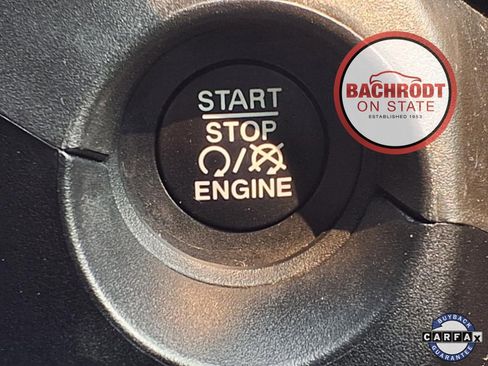 START
STOP
/
ENGINE
BACHRODT
ON STATE
ESTABLISHED 1953
BUYBACK
CARFAX
GUARANTEE